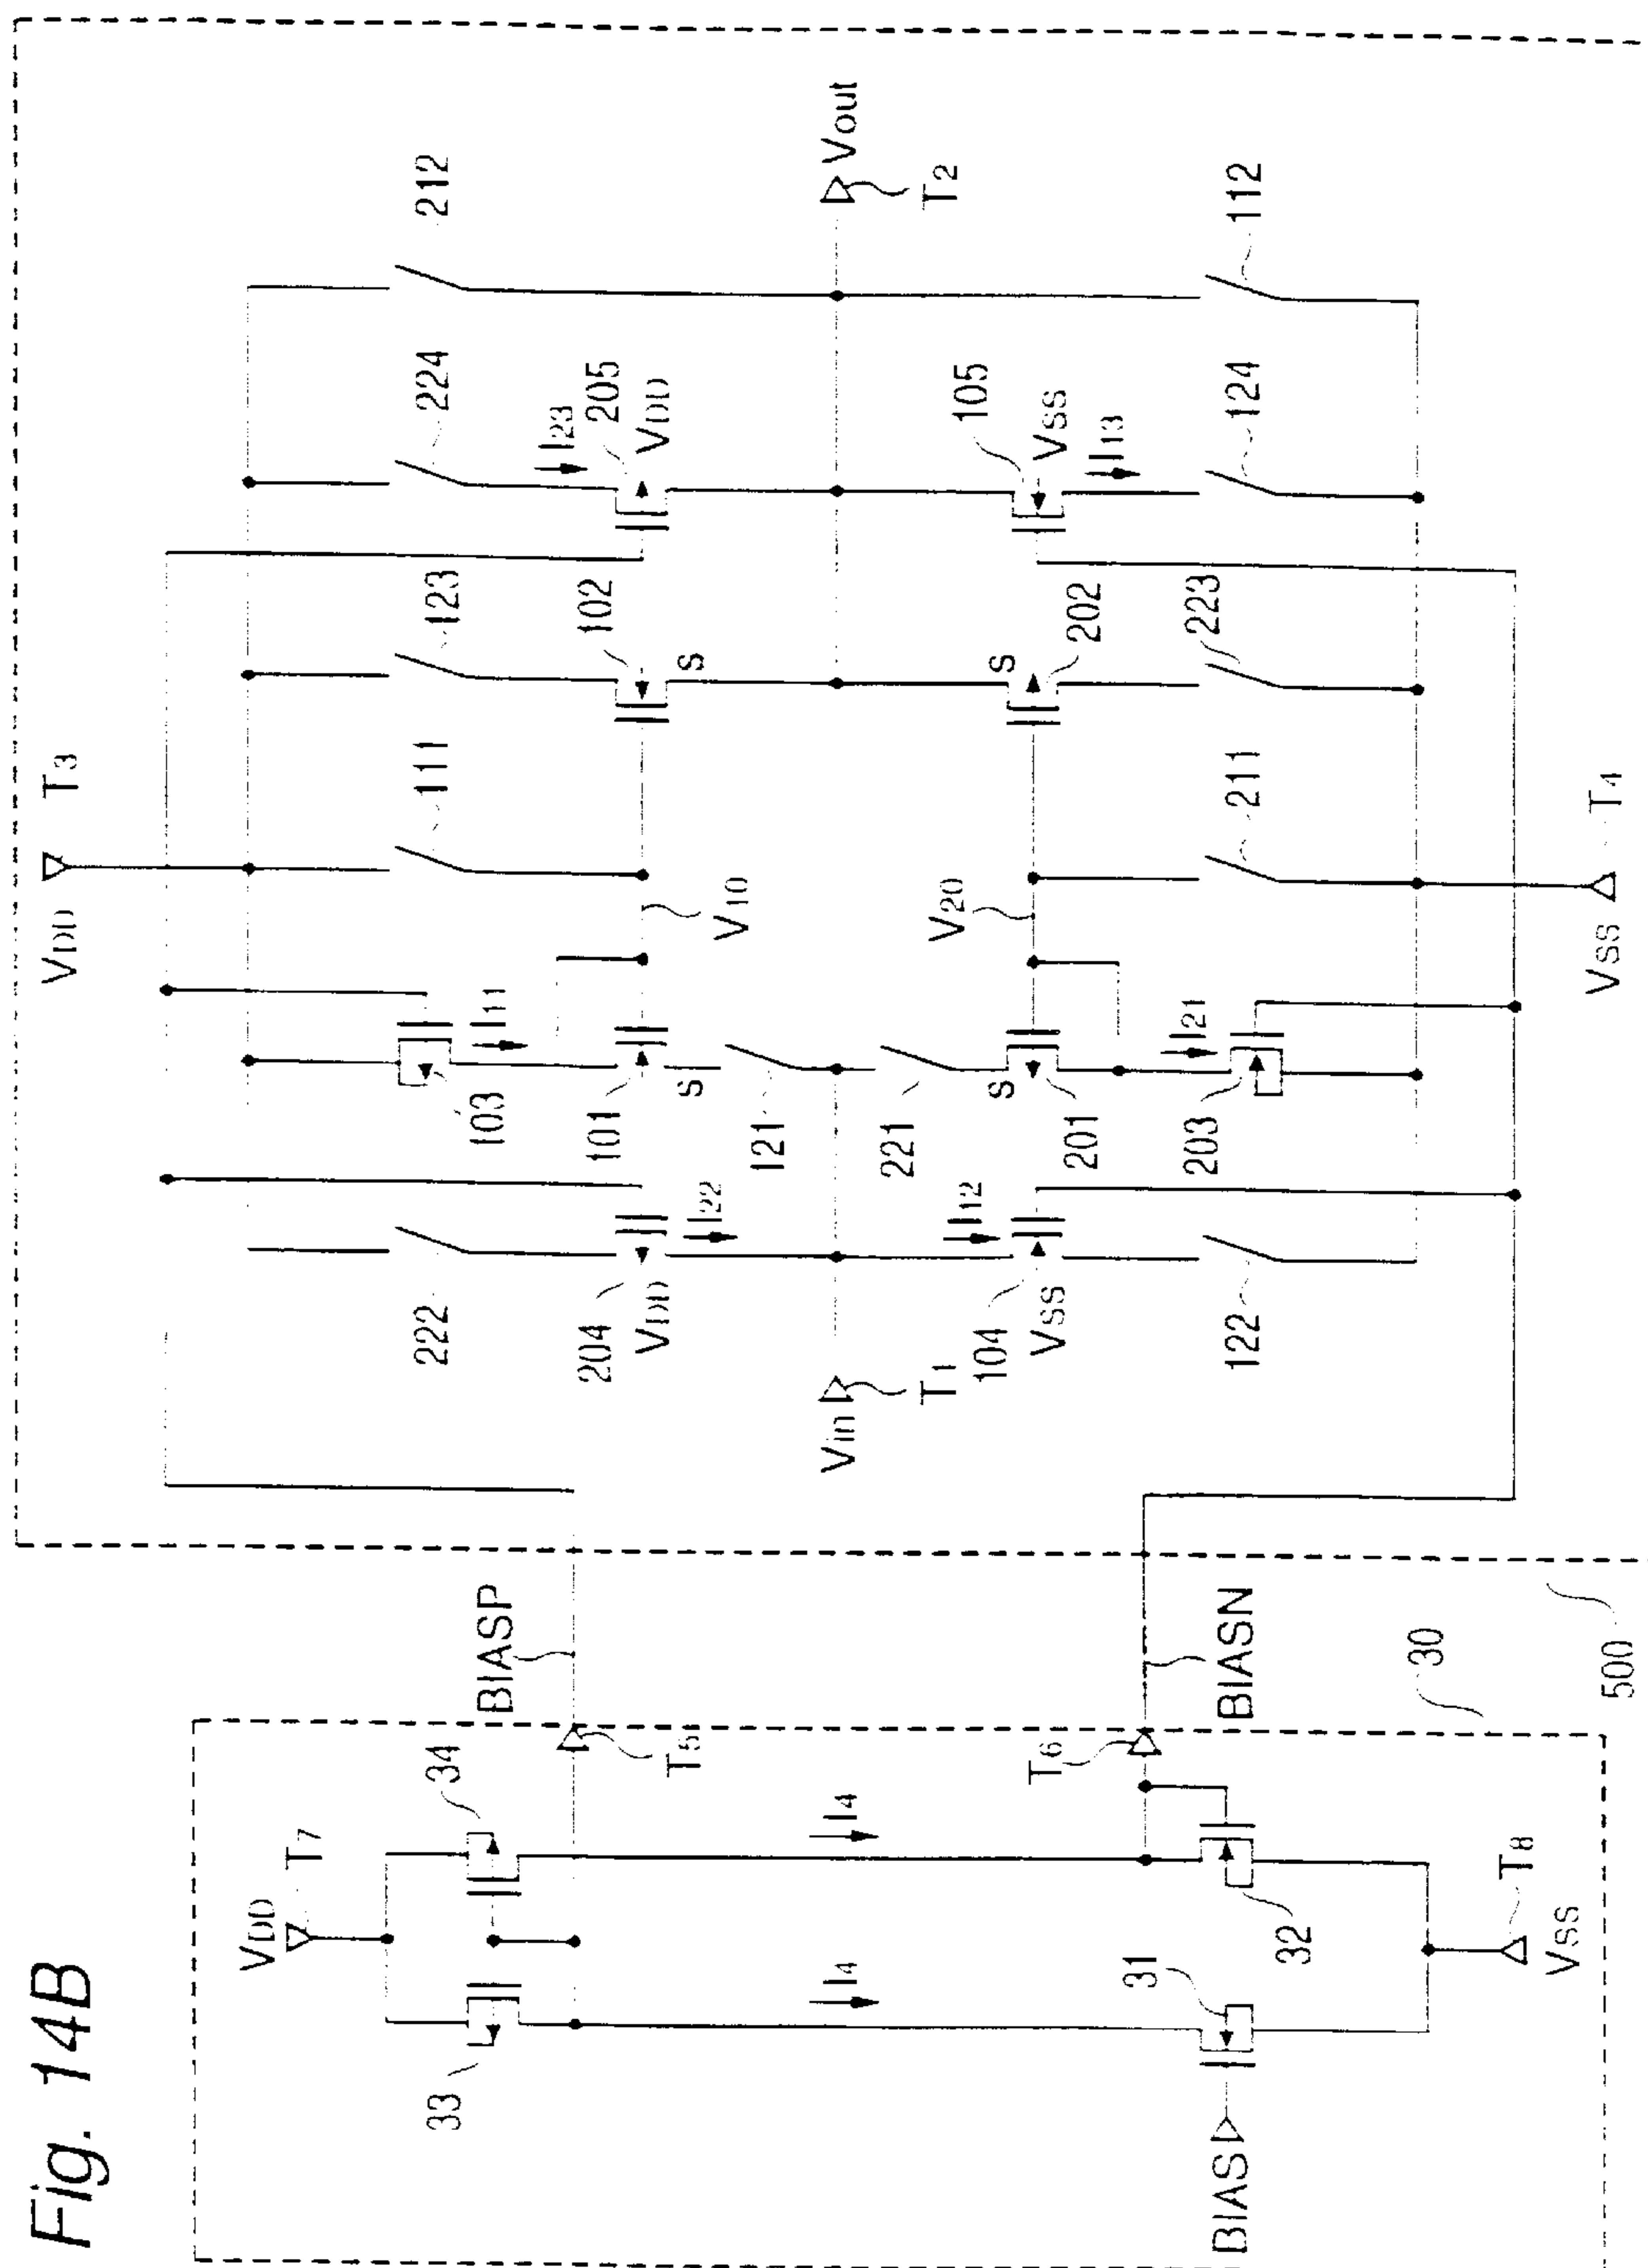 Fig. 14B
VDD
T7
33
34
I4
I4
BIAS
31
32
T8
VSS
T5
T6
BIASP
BIASN
30
500
VDD
T3
222
204
VDD
I22
103
I11
101
S
111
V10
123
102
S
224
I23
205
VDD
212
Vin
T1
121
221
Vout
T2
104
VSS
I12
122
S
201
203
I21
V20
211
S
202
223
105
VSS
I13
124
112
VSS
T4